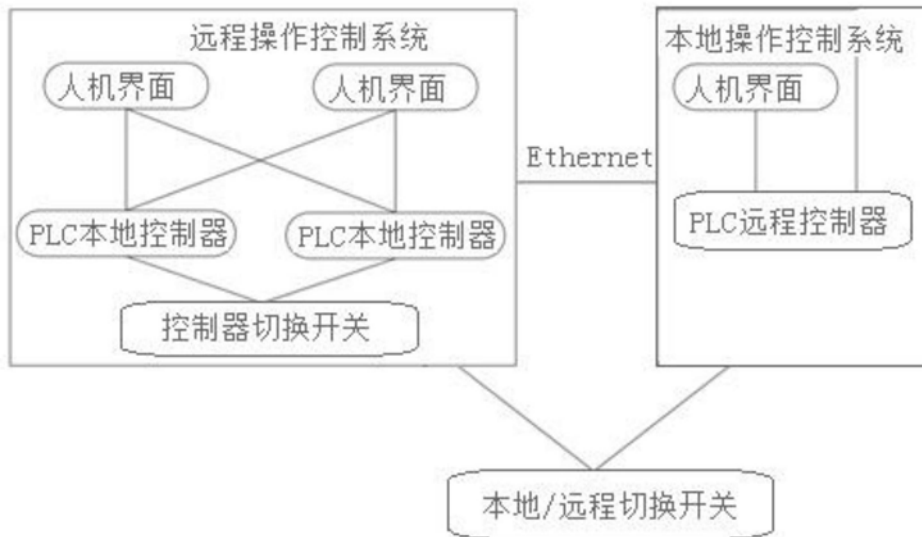 远程操作控制系统
人机界面
人机界面
PLC本地控制器
PLC本地控制器
控制器切换开关
Ethernet
本地操作控制系统
人机界面
PLC远程控制器
本地/远程切换开关